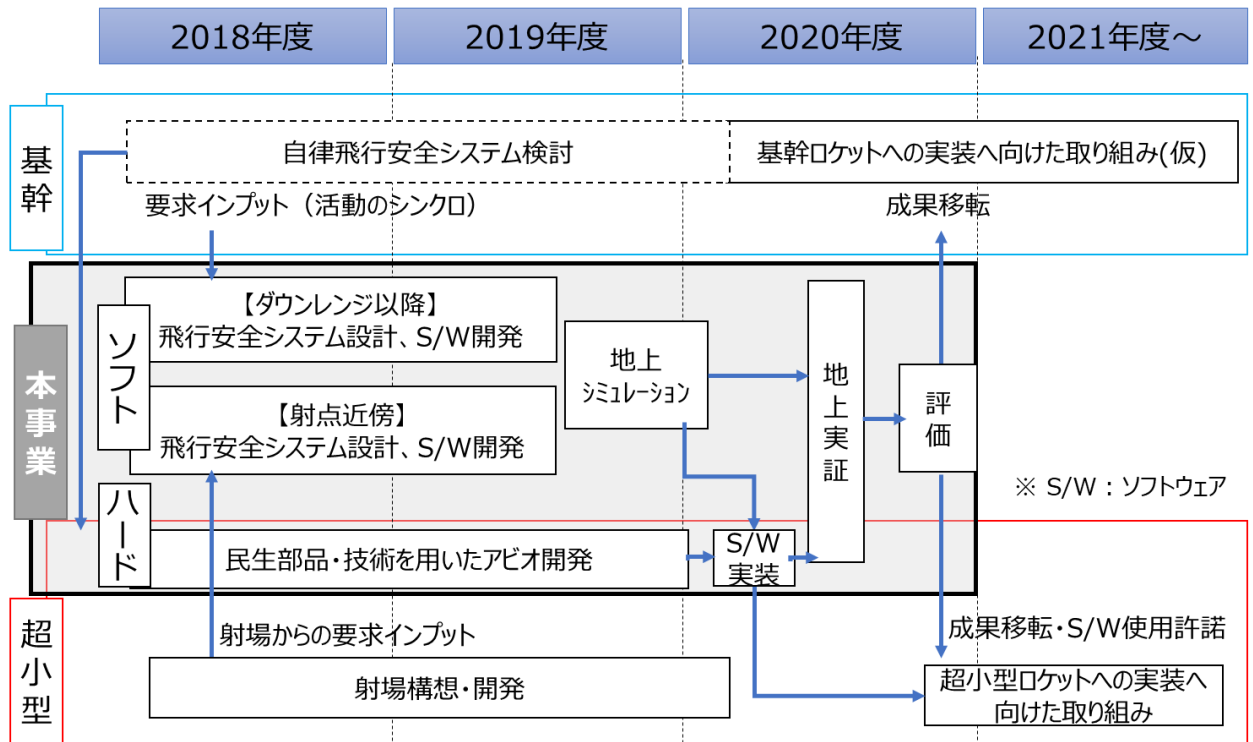 2018年度
2019年度
2020年度
2021年度～
基幹
自律飛行安全システム検討
基幹ロケットへの実装へ向けた取り組み(仮)
要求インプット（活動のシンクロ）
成果移転
本事業
ソフト
【ダウンレンジ以降】
飛行安全システム設計、S/W開発
【射点近傍】
飛行安全システム設計、S/W開発
地上
ｼﾐｭﾚｰｼｮﾝ
地上実証
評価
※ S/W：ソフトウェア
ハード
民生部品・技術を用いたアビオ開発
S/W
実装
超小型
射場からの要求インプット
射場構想・開発
成果移転・S/W使用許諾
超小型ﾛｹｯﾄへの実装へ
向けた取り組み